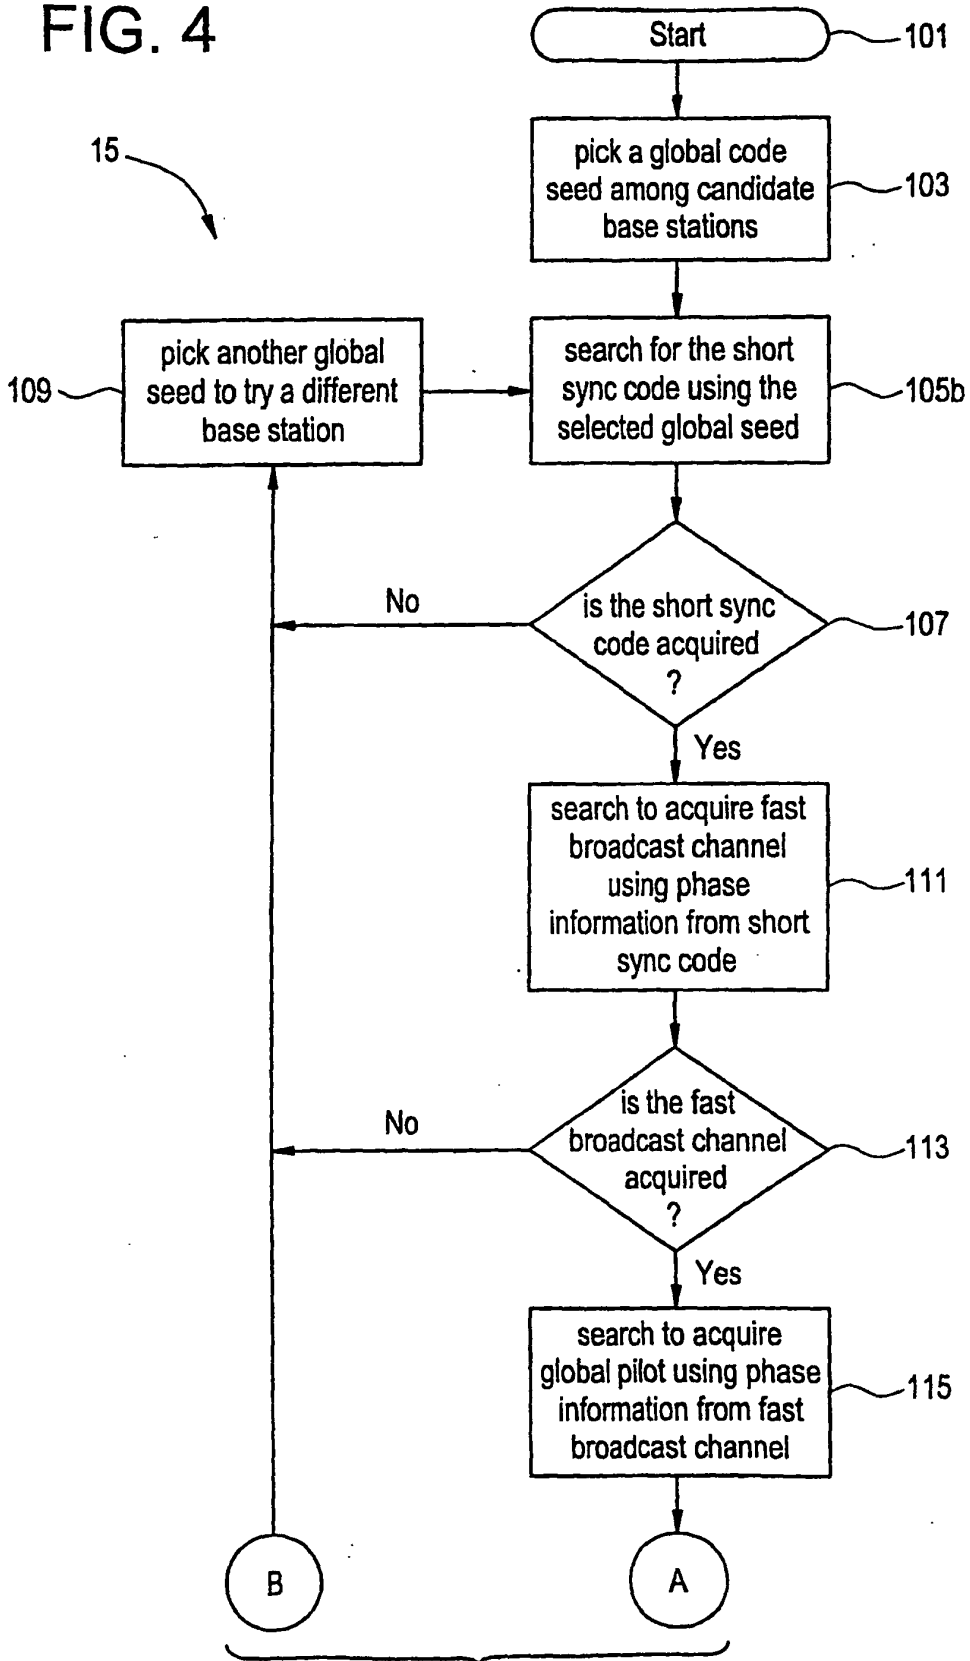 FIG. 4
Start
101
15
pick a global code
seed among candidate
base stations
103
pick another global
seed to try a different
base station
109
search for the short
sync code using the
selected global seed
105b
No
is the short sync
code acquired
?
107
Yes
search to acquire fast
broadcast channel
using phase
information from short
sync code
111
No
is the fast
broadcast channel
acquired
?
113
Yes
search to acquire
global pilot using phase
information from fast
broadcast channel
115
B
A